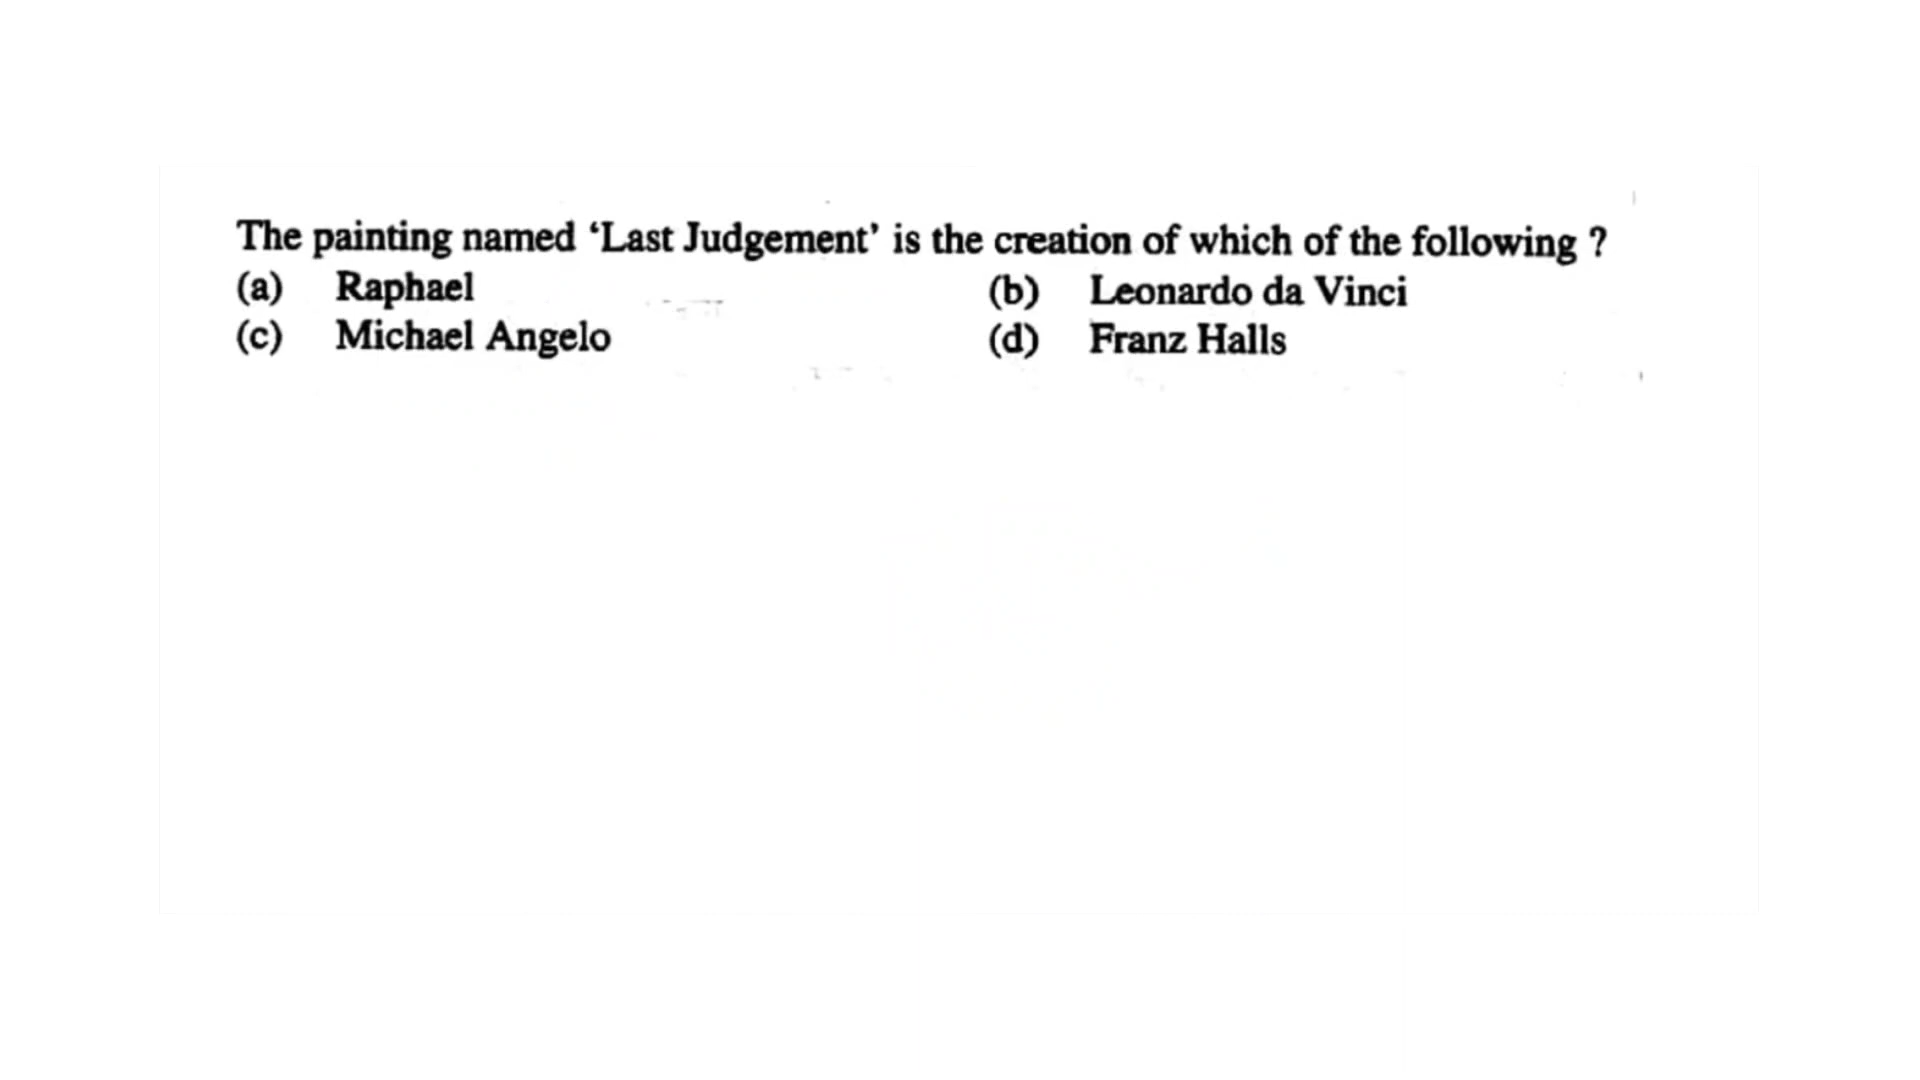 The painting named ‘Last Judgement’ is the creation of which of the following ?
(a) Raphael (b) Leonardo da Vinci
(c) Michael Angelo (d) Franz Halls